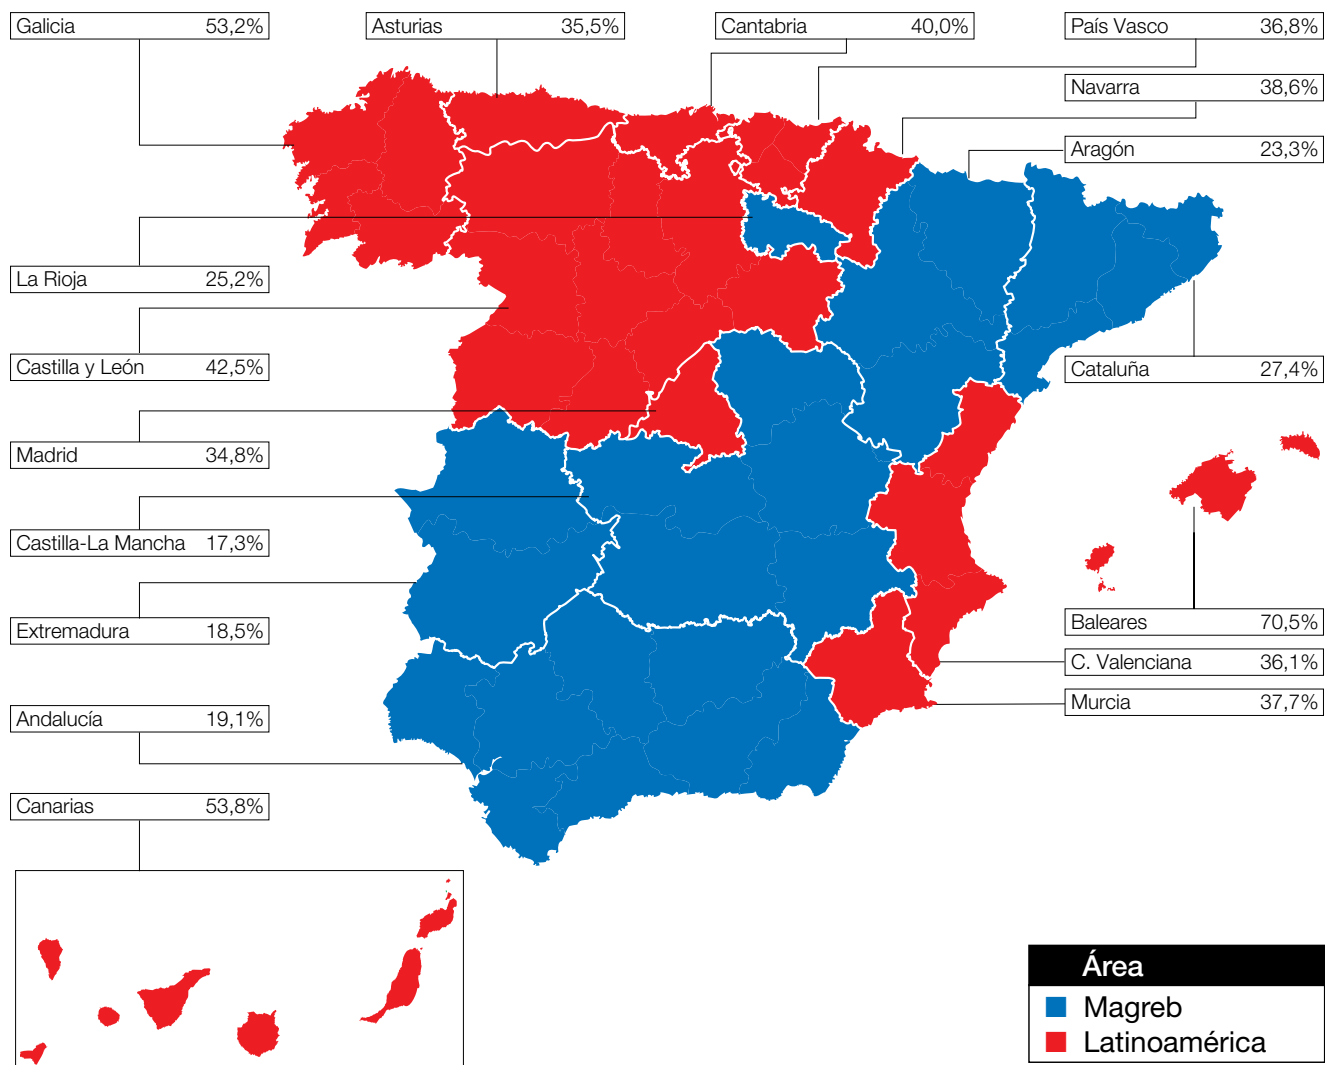 Galicia 53,2%
Asturias 35,5%
Cantabria 40,0%
País Vasco 36,8%
Navarra 38,6%
Aragón 23,3%
La Rioja 25,2%
Castilla y León 42,5%
Cataluña 27,4%
Madrid 34,8%
Castilla-La Mancha 17,3%
Extremadura 18,5%
Baleares 70,5%
C. Valenciana 36,1%
Murcia 37,7%
Andalucía 19,1%
Canarias 53,8%
Área
Magreb
Latinoamérica